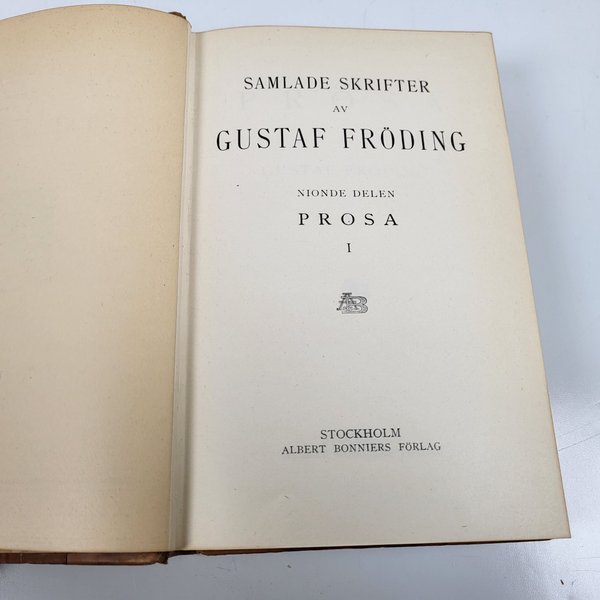 SAMLADE SKRIFTER
AV
GUSTAF FRÖDING
NIONDE DELEN
PROSA
I
AB
STOCKHOLM
ALBERT BONNIERS FÖRLAG